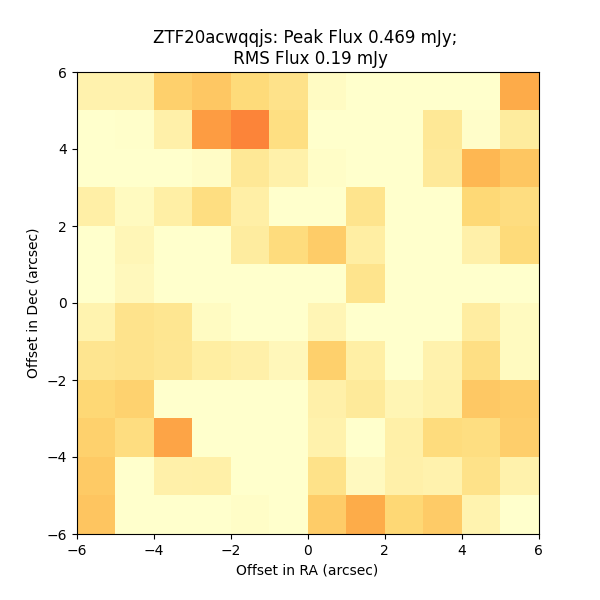 ZTF20acwqqjs: Peak Flux 0.469 mJy;
RMS Flux 0.19 mJy
6
4
2
0
−2
−4
−6
Offset in Dec (arcsec)
−6 −4 −2 0 2 4 6
Offset in RA (arcsec)